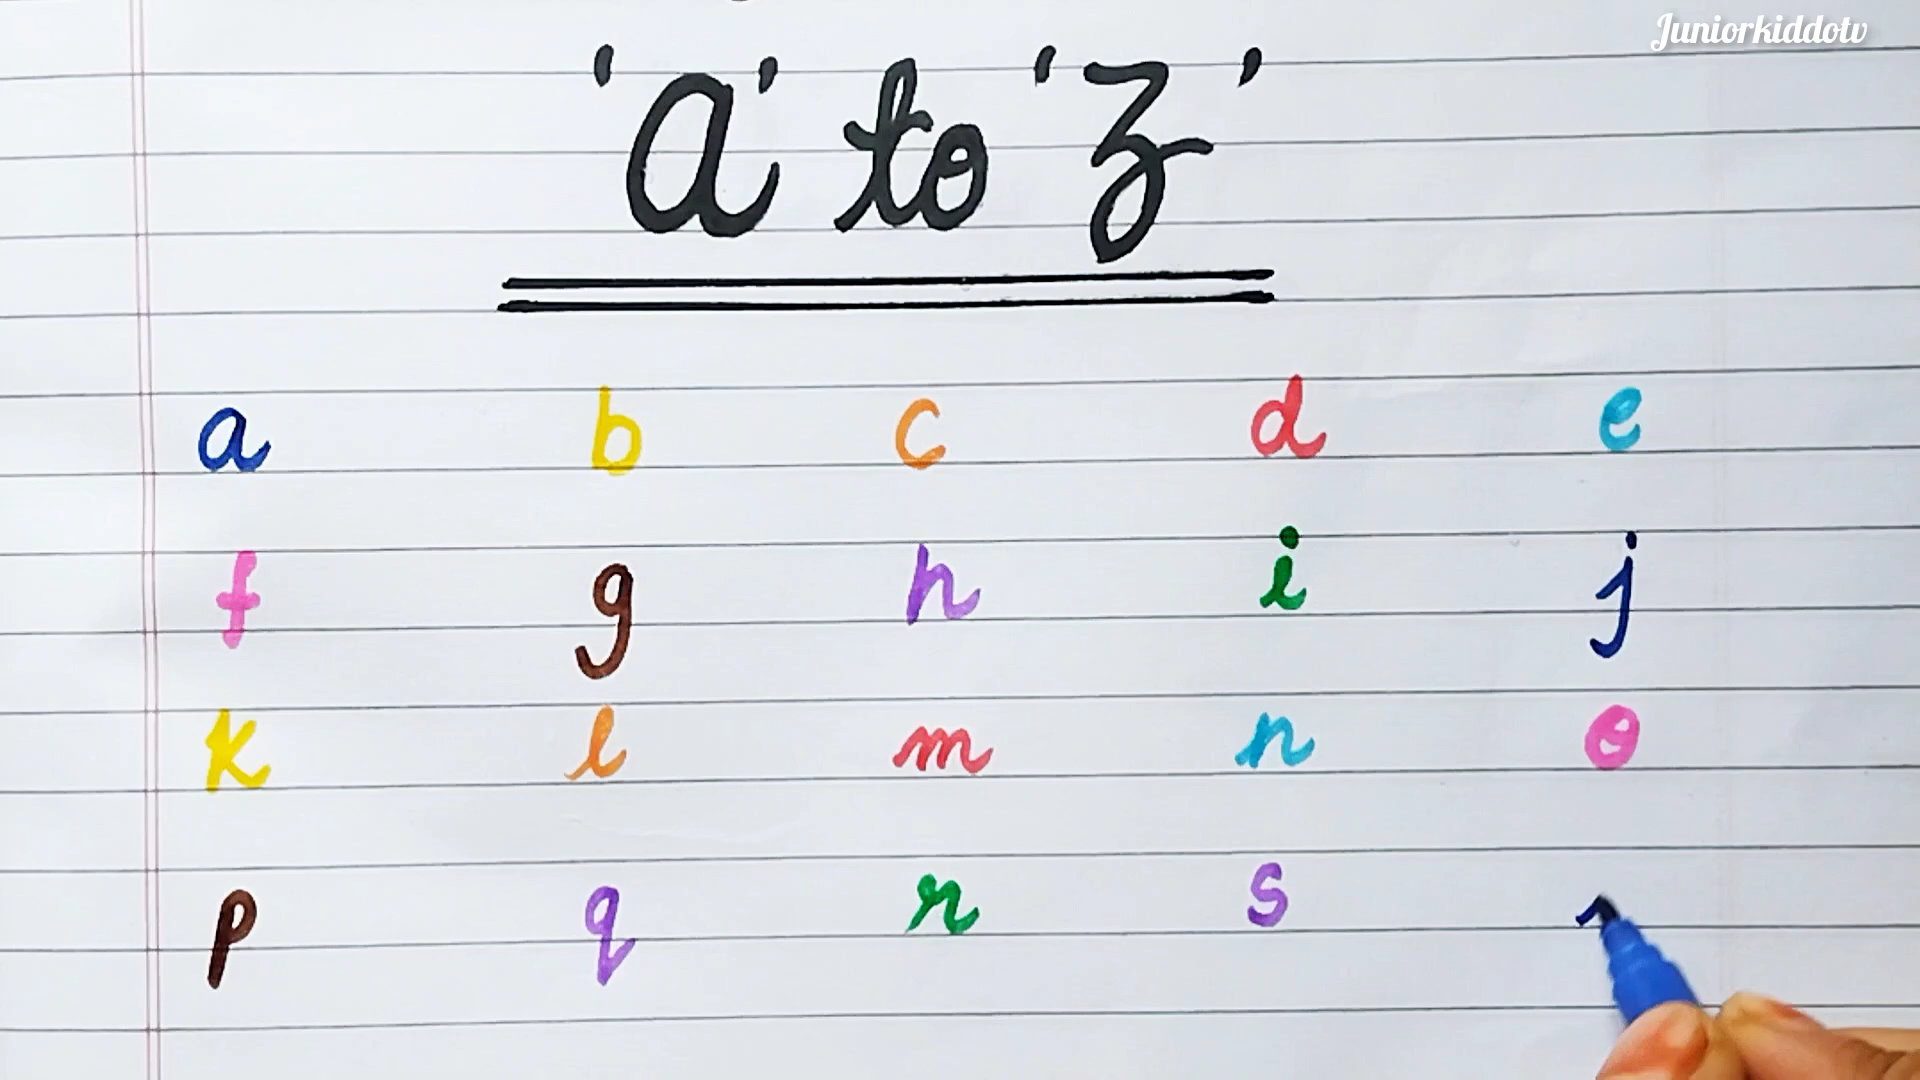 Juniorkiddotv
'a' to 'z'
a b c d e
f g h i j
k l m n o
p q r s